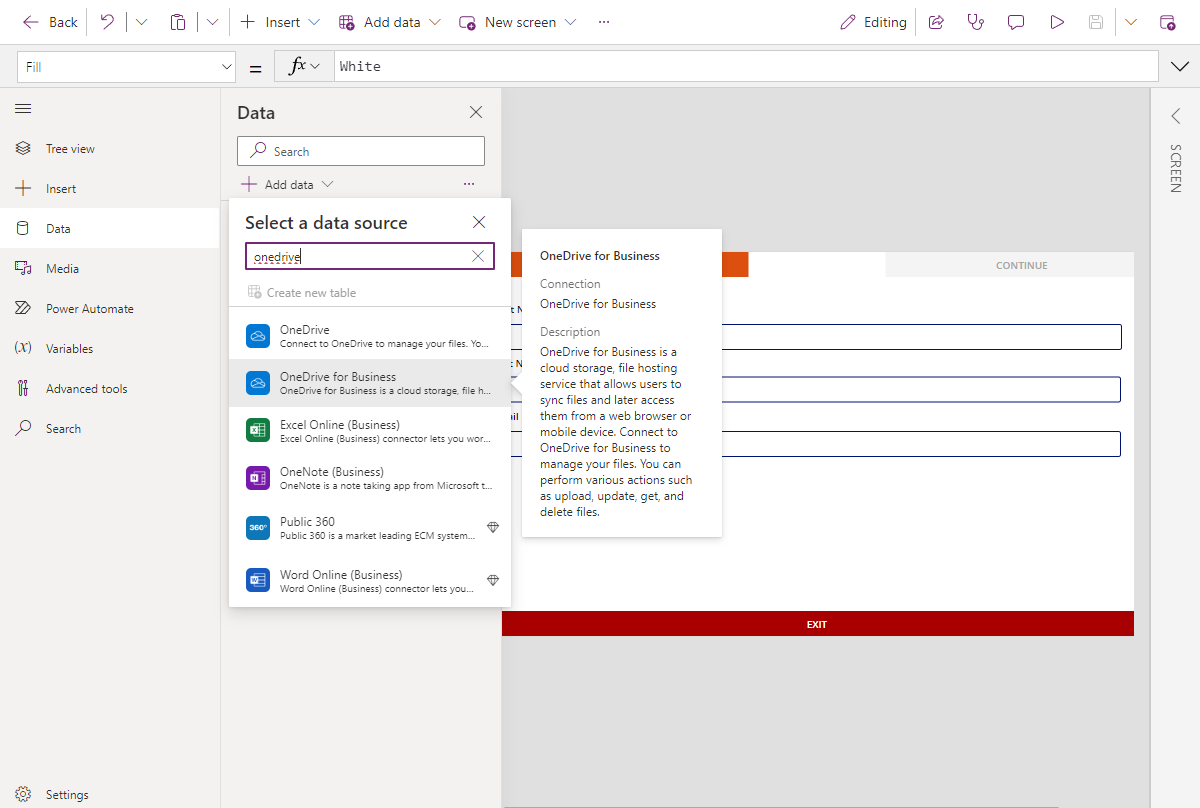 Back
Insert
Add data
New screen
...
Editing
Fill
=
fx
White
Tree view
Insert
Data
Media
Power Automate
(x) Variables
Advanced tools
Search
Settings
Data
Search
Add data
...
Select a data source
onedrive
Create new table
OneDrive
Connect to OneDrive to manage your files. Yo...
OneDrive for Business
OneDrive for Business is a cloud storage, file h...
Excel Online (Business)
Excel Online (Business) connector lets you wor...
OneNote (Business)
OneNote is a note taking app from Microsoft t...
360°
Public 360
Public 360 is a market leading ECM system...
Word Online (Business)
Word Online (Business) connector lets you...
OneDrive for Business
Connection
OneDrive for Business
Description
OneDrive for Business is a
cloud storage, file hosting
service that allows users to
sync files and later access
them from a web browser or
mobile device. Connect to
OneDrive for Business to
manage your files. You can
perform various actions such
as upload, update, get, and
delete files.
CONTINUE
EXIT
SCREEN